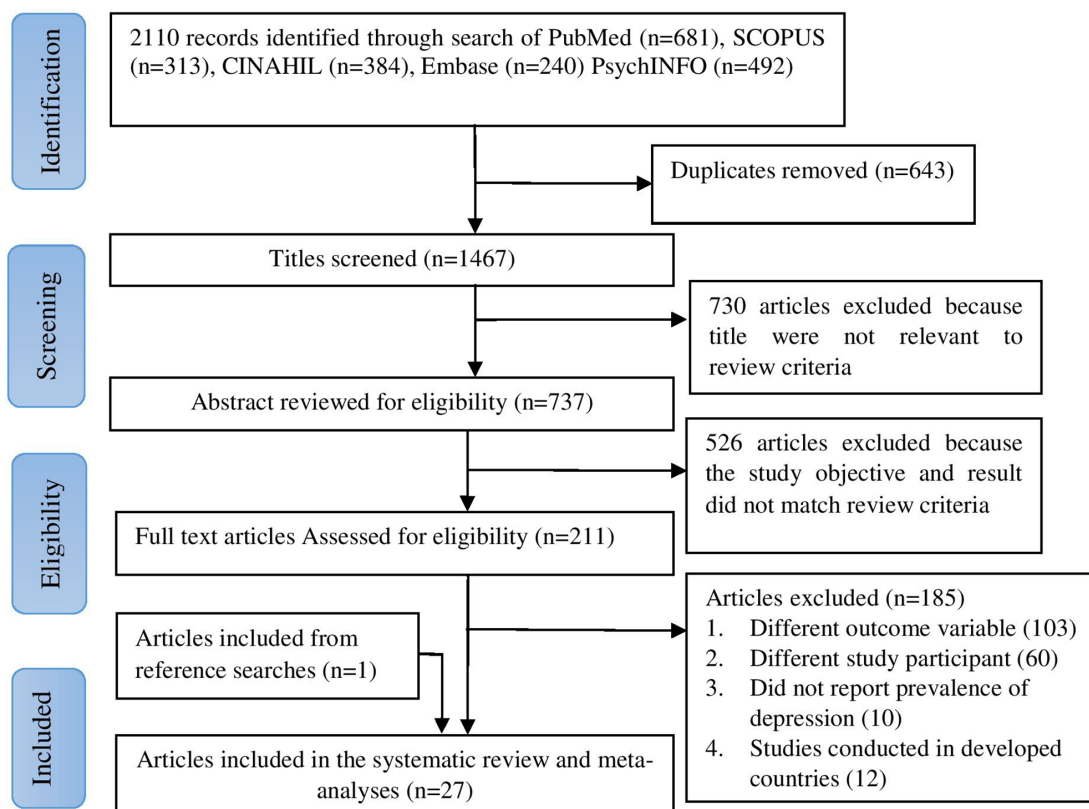 Identification
2110 records identified through search of PubMed (n=681), SCOPUS
(n=313), CINAHIL (n=384), Embase (n=240) PsychINFO (n=492)
Duplicates removed (n=643)
Screening
Titles screened (n=1467)
730 articles excluded because
title were not relevant to
review criteria
Abstract reviewed for eligibility (n=737)
Eligibility
526 articles excluded because
the study objective and result
did not match review criteria
Full text articles Assessed for eligibility (n=211)
Articles excluded (n=185)
1. Different outcome variable (103)
2. Different study participant (60)
3. Did not report prevalence of
depression (10)
4. Studies conducted in developed
countries (12)
Included
Articles included from
reference searches (n=1)
Articles included in the systematic review and meta-
analyses (n=27)